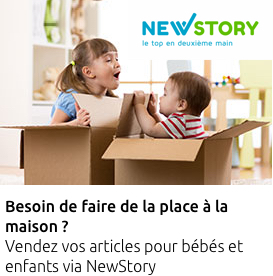 NEWSTORY
le top en deuxième main
Besoin de faire de la place à la
maison ?
Vendez vos articles pour bébés et
enfants via NewStory